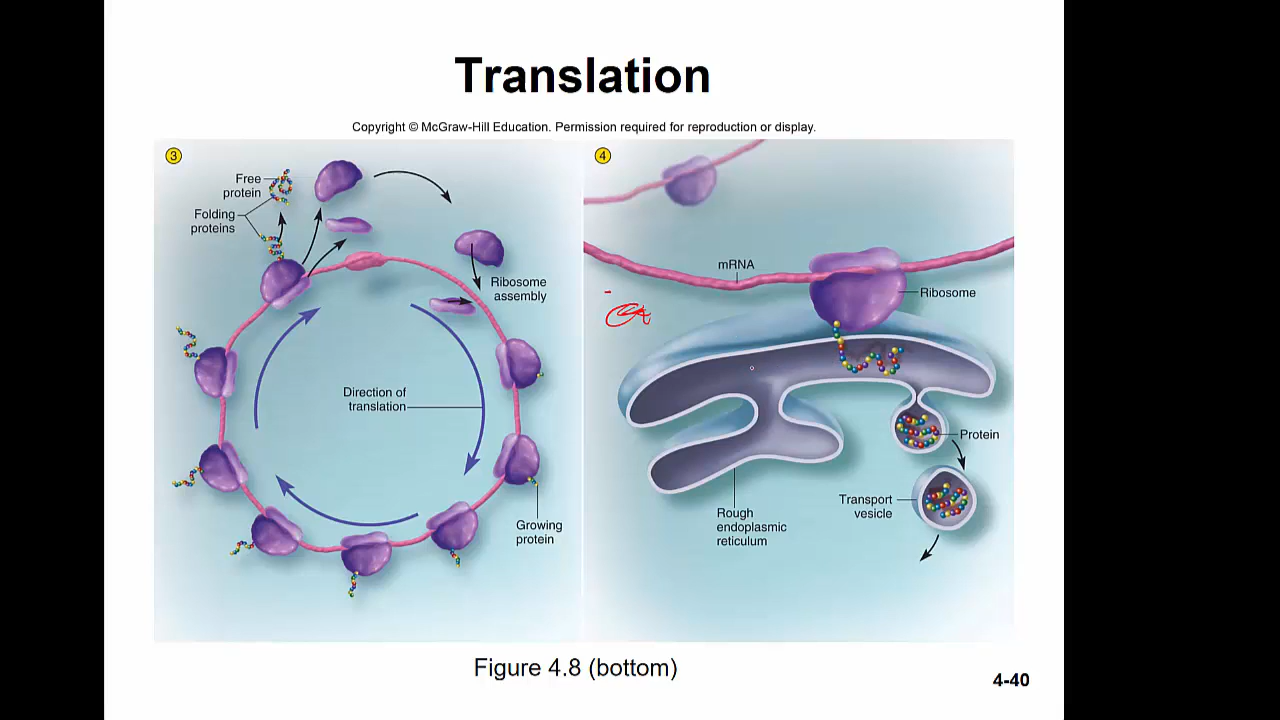 Translation
Copyright © McGraw-Hill Education. Permission required for reproduction or display.
3
Free
protein
Folding
proteins
Ribosome
assembly
Direction of
translation
Growing
protein
4
mRNA
Ribosome
Protein
Transport
vesicle
Rough
endoplasmic
reticulum
Figure 4.8 (bottom)
4-40